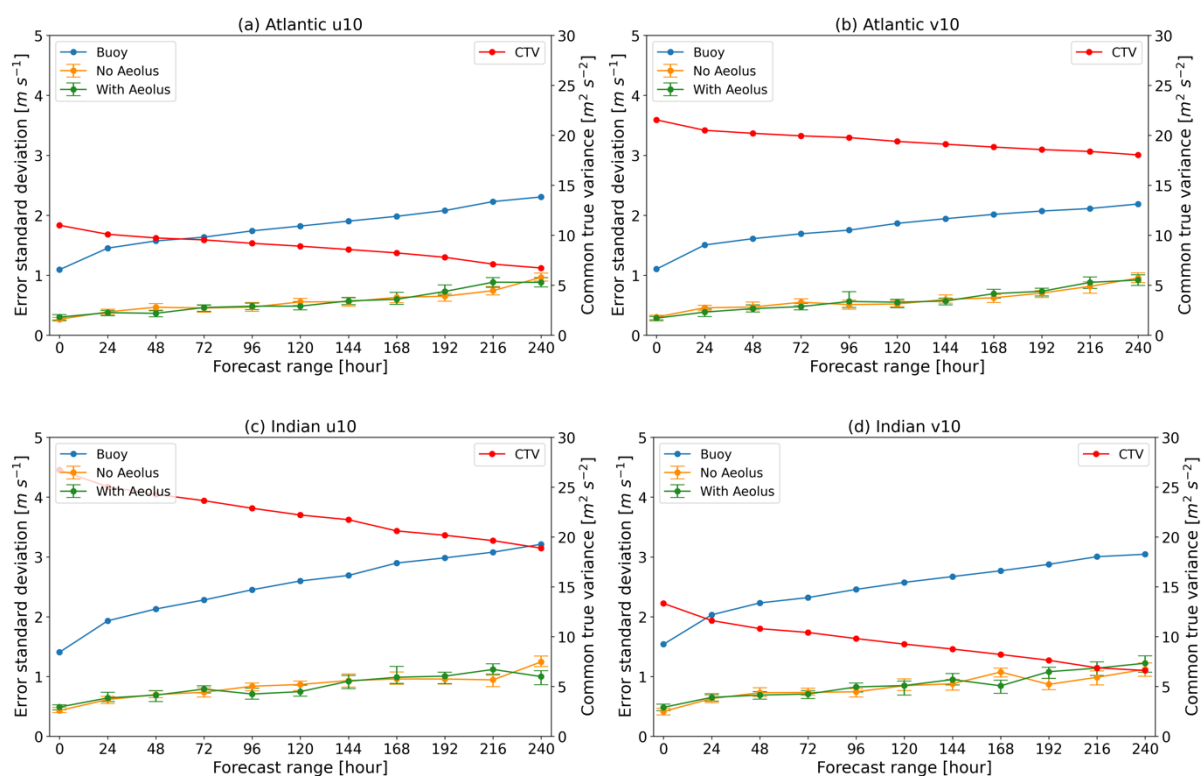 (a) Atlantic u10
Error standard deviation [m s⁻¹]
5
4
3
2
1
0
Buoy
No Aeolus
With Aeolus
CTV
30
25
20
15
10
5
0
Common true variance [m² s⁻²]
0 24 48 72 96 120 144 168 192 216 240
Forecast range [hour]
(b) Atlantic v10
Error standard deviation [m s⁻¹]
5
4
3
2
1
0
Buoy
No Aeolus
With Aeolus
CTV
30
25
20
15
10
5
0
Common true variance [m² s⁻²]
0 24 48 72 96 120 144 168 192 216 240
Forecast range [hour]
(c) Indian u10
Error standard deviation [m s⁻¹]
5
4
3
2
1
0
Buoy
No Aeolus
With Aeolus
CTV
30
25
20
15
10
5
0
Common true variance [m² s⁻²]
0 24 48 72 96 120 144 168 192 216 240
Forecast range [hour]
(d) Indian v10
Error standard deviation [m s⁻¹]
5
4
3
2
1
0
Buoy
No Aeolus
With Aeolus
CTV
30
25
20
15
10
5
0
Common true variance [m² s⁻²]
0 24 48 72 96 120 144 168 192 216 240
Forecast range [hour]